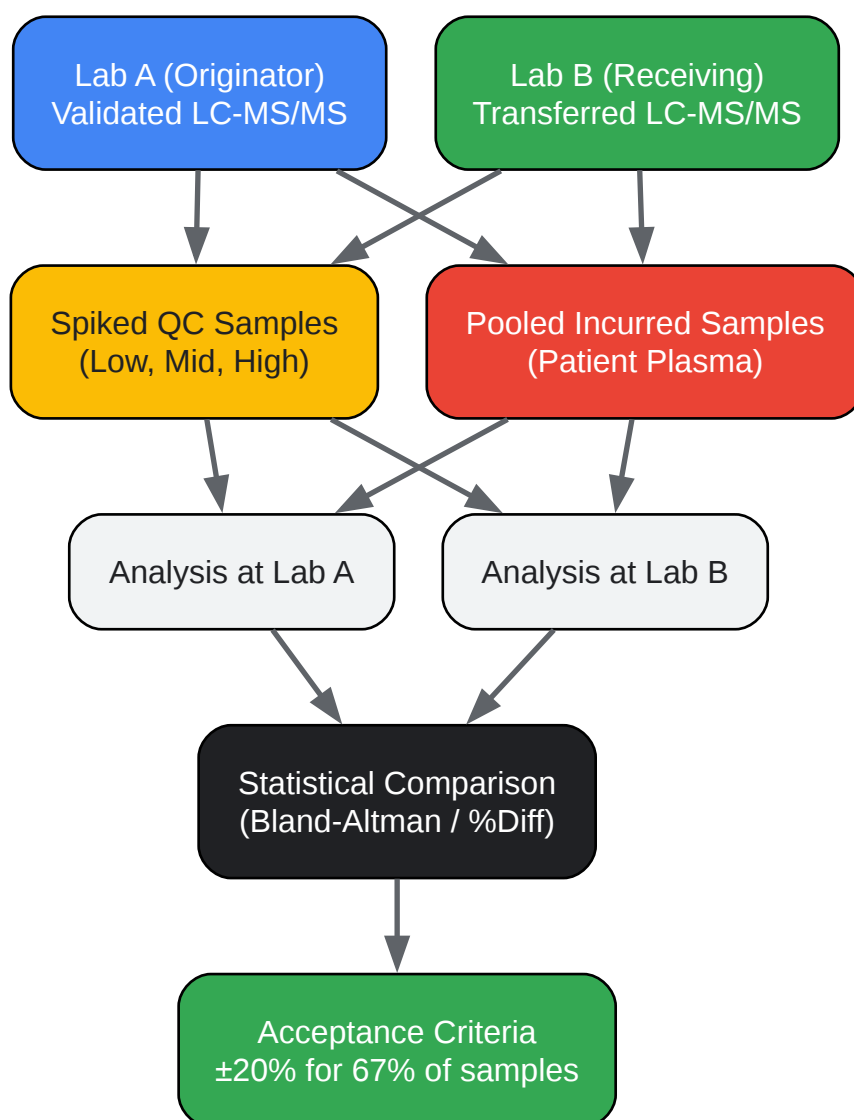 Lab A (Originator)
Validated LC-MS/MS
Lab B (Receiving)
Transferred LC-MS/MS
Spiked QC Samples
(Low, Mid, High)
Pooled Incurred Samples
(Patient Plasma)
Analysis at Lab A
Analysis at Lab B
Statistical Comparison
(Bland-Altman / %Diff)
Acceptance Criteria
±20% for 67% of samples